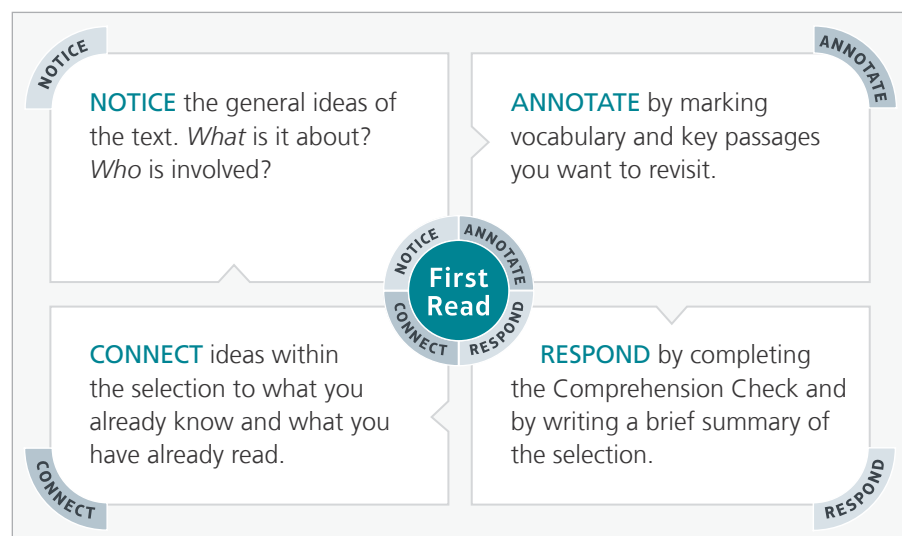 NOTICE
NOTICE the general ideas of
the text. What is it about?
Who is involved?
ANNOTATE
ANNOTATE by marking
vocabulary and key passages
you want to revisit.
NOTICE
ANNOTATE
First
Read
CONNECT
RESPOND
CONNECT ideas within
the selection to what you
already know and what you
have already read.
CONNECT
RESPOND by completing
the Comprehension Check and
by writing a brief summary of
the selection.
RESPOND